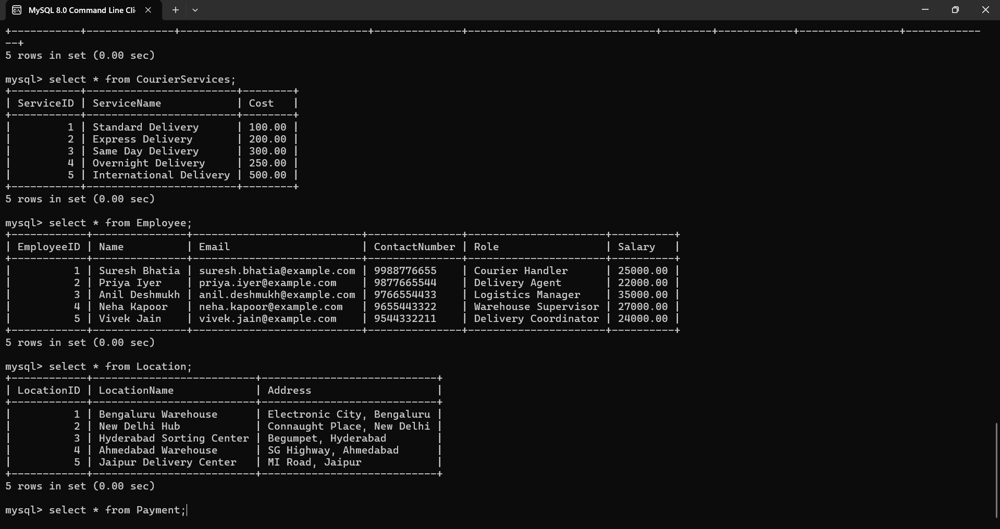 MySQL 8.0 Command Line Cli
+-----------+--------------+------------------------------+--------------+------------------------------+--------+------------+----------------+------------
--+
5 rows in set (0.00 sec)
mysql> select * from CourierServices;
+-----------+------------------------+--------+
| ServiceID | ServiceName            | Cost   |
+-----------+------------------------+--------+
|         1 | Standard Delivery      | 100.00 |
|         2 | Express Delivery       | 200.00 |
|         3 | Same Day Delivery      | 300.00 |
|         4 | Overnight Delivery     | 250.00 |
|         5 | International Delivery | 500.00 |
+-----------+------------------------+--------+
5 rows in set (0.00 sec)
mysql> select * from Employee;
+------------+---------------+---------------------------+---------------+----------------------+----------+
| EmployeeID | Name          | Email                     | ContactNumber | Role                 | Salary   |
+------------+---------------+---------------------------+---------------+----------------------+----------+
|          1 | Suresh Bhatia | suresh.bhatia@example.com | 9988776655    | Courier Handler      | 25000.00 |
|          2 | Priya Iyer    | priya.iyer@example.com    | 9877665544    | Delivery Agent       | 22000.00 |
|          3 | Anil Deshmukh | anil.deshmukh@example.com | 9766554433    | Logistics Manager    | 35000.00 |
|          4 | Neha Kapoor   | neha.kapoor@example.com   | 9655443322    | Warehouse Supervisor | 27000.00 |
|          5 | Vivek Jain    | vivek.jain@example.com    | 9544332211    | Delivery Coordinator | 24000.00 |
+------------+---------------+---------------------------+---------------+----------------------+----------+
5 rows in set (0.00 sec)
mysql> select * from Location;
+------------+--------------------------+----------------------------+
| LocationID | LocationName             | Address                    |
+------------+--------------------------+----------------------------+
|          1 | Bengaluru Warehouse      | Electronic City, Bengaluru |
|          2 | New Delhi Hub            | Connaught Place, New Delhi |
|          3 | Hyderabad Sorting Center | Begumpet, Hyderabad        |
|          4 | Ahmedabad Warehouse      | SG Highway, Ahmedabad      |
|          5 | Jaipur Delivery Center   | MI Road, Jaipur            |
+------------+--------------------------+----------------------------+
5 rows in set (0.00 sec)
mysql> select * from Payment;